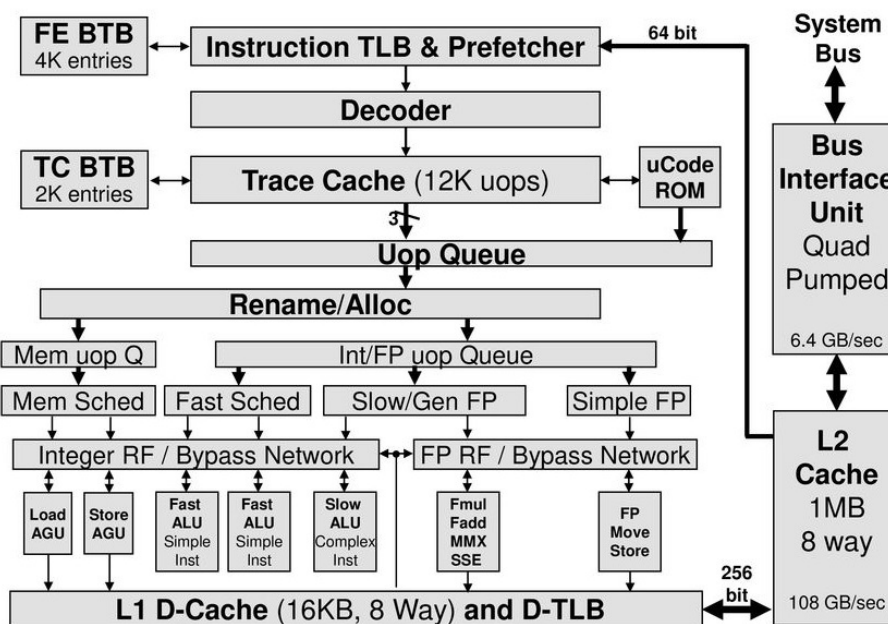 FE BTB
4K entries
Instruction TLB & Prefetcher
64 bit
System
Bus
Decoder
TC BTB
2K entries
Trace Cache (12K uops)
uCode
ROM
Bus
Interface
Unit
Quad
Pumped
6.4 GB/sec
3
Uop Queue
Rename/Alloc
Mem uop Q
Int/FP uop Queue
Mem Sched
Fast Sched
Slow/Gen FP
Simple FP
Integer RF / Bypass Network
FP RF / Bypass Network
L2
Cache
1MB
8 way
108 GB/sec
Load
AGU
Store
AGU
Fast
ALU
Simple
Inst
Fast
ALU
Simple
Inst
Slow
ALU
Complex
Inst
Fmul
Fadd
MMX
SSE
FP
Move
Store
256
bit
L1 D-Cache (16KB, 8 Way) and D-TLB